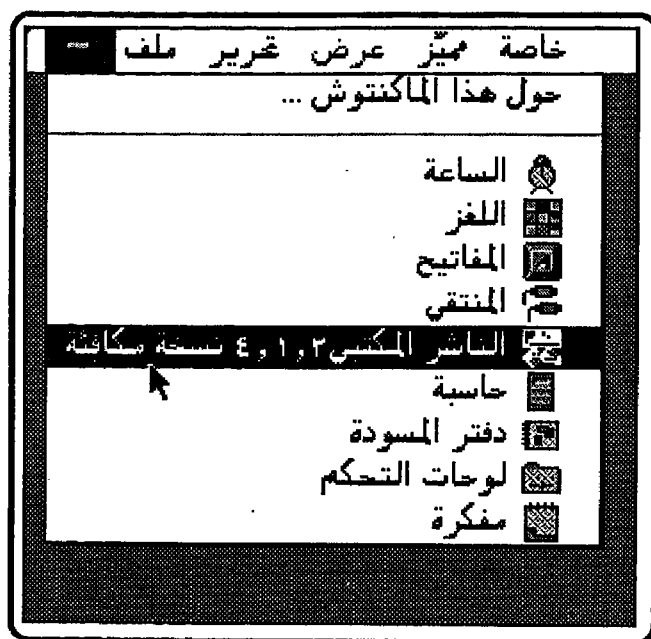 ملف تحرير عرض مميّز خاصة
حول هذا الماكنتوش ...
الساعة
اللغز
المفاتيح
المنتقي
الناشر المكتبي ٤,١,٢ نسخة مكافئة
حاسبة
دفتر المسودة
لوحات التحكم
مفكرة